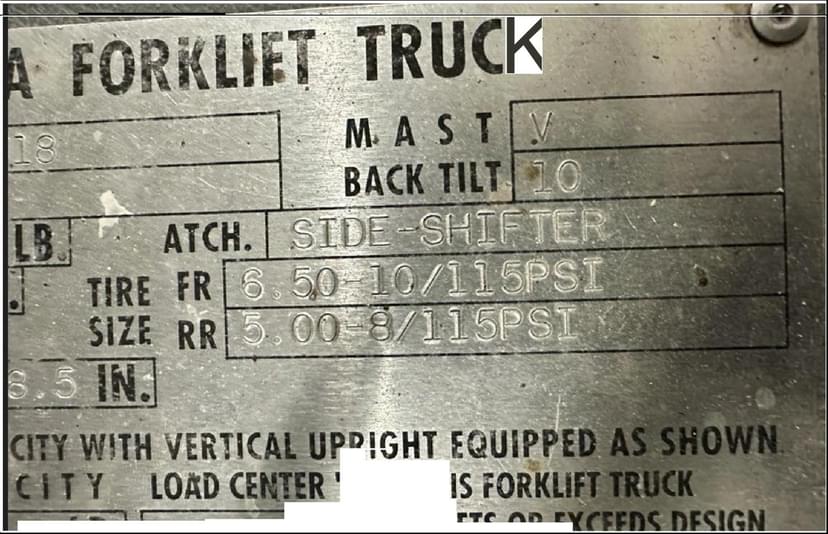 A FORKLIFT TRUCK
18
MAST V
BACK TILT 10
LB. ATCH. SIDE-SHIFTER
TIRE FR 6.50-10/115PSI
SIZE RR 5.00-8/115PSI
8.5 IN.
CITY WITH VERTICAL UPRIGHT EQUIPPED AS SHOWN
CITY LOAD CENTER IS FORKLIFT TRUCK
OR EXCEEDS DESIGN